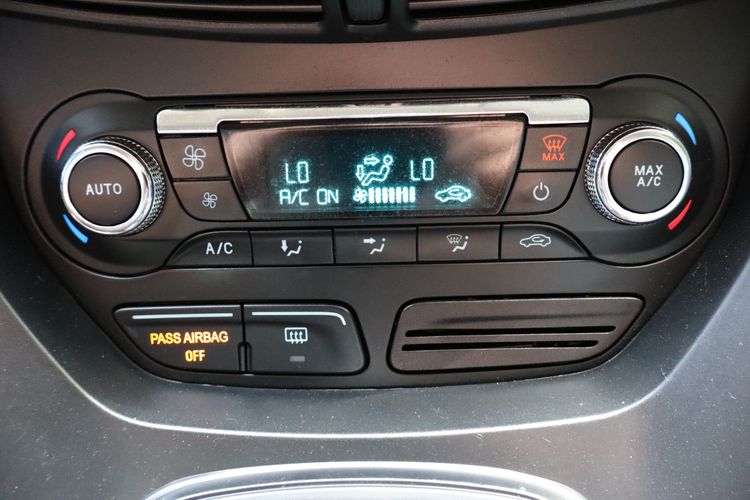 LO LO
A/C ON
MAX
AUTO
MAX
A/C
A/C
PASS AIRBAG
OFF